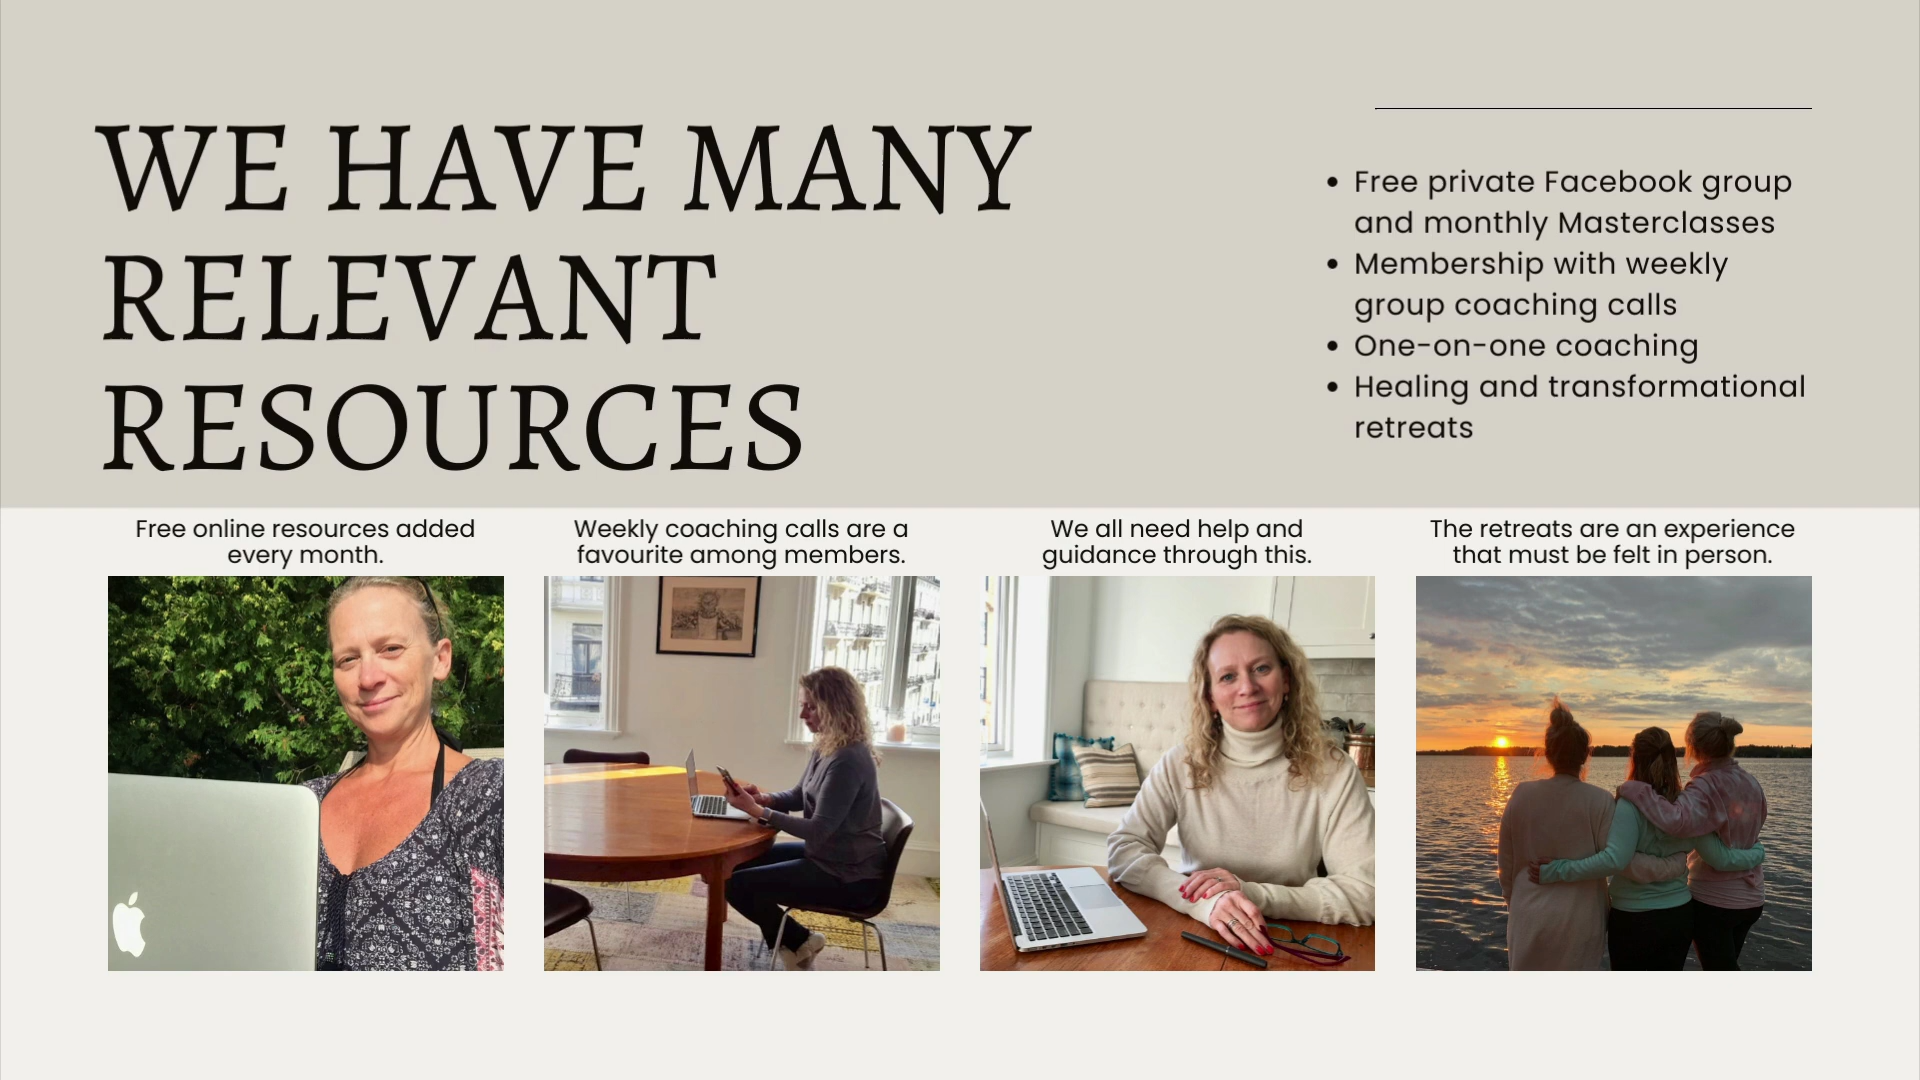 WE HAVE MANY
RELEVANT
RESOURCES
• Free private Facebook group
and monthly Masterclasses
• Membership with weekly
group coaching calls
• One-on-one coaching
• Healing and transformational
retreats
Free online resources added
every month.
Weekly coaching calls are a
favourite among members.
We all need help and
guidance through this.
The retreats are an experience
that must be felt in person.